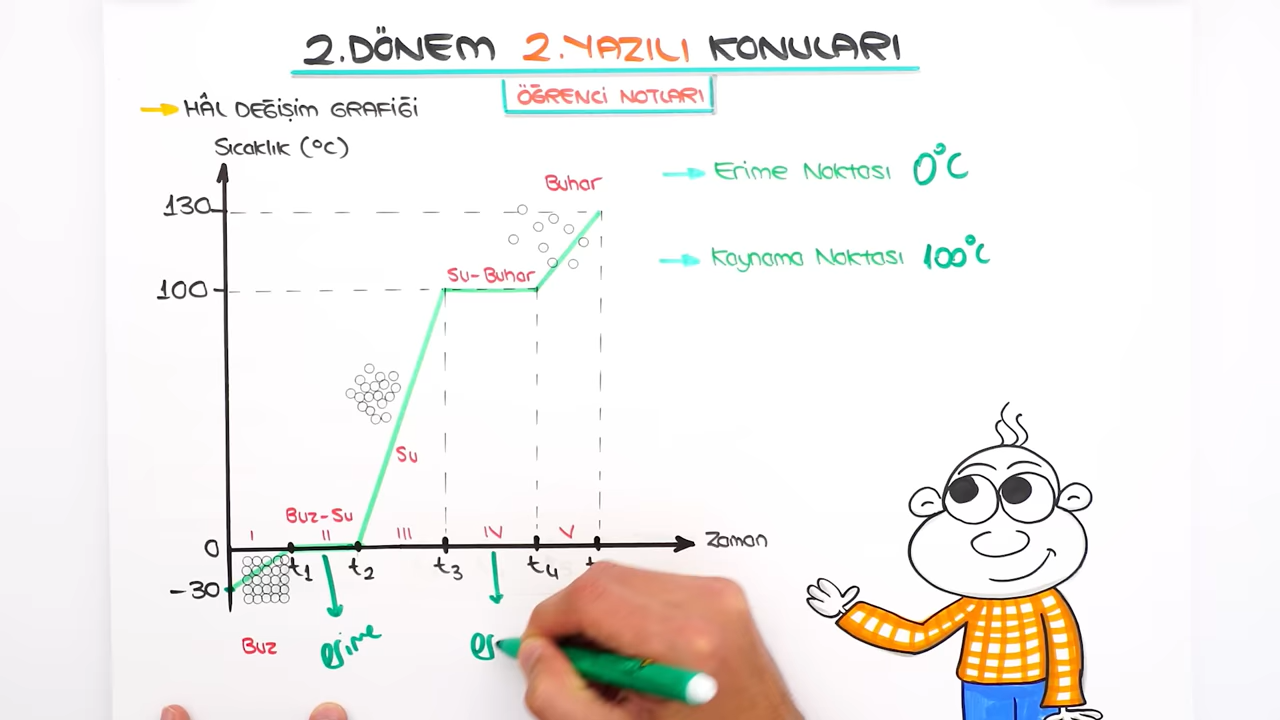 2.DÖNEM 2.YAZILI KONULARI
ÖĞRENCİ NOTLARI
HÂL DEĞİŞİM GRAFİĞİ
Sıcaklık (°C)
Erime Noktası 0°C
Buhar
130
Kaynama Noktası 100°C
Su-Buhar
100
Su
Buz-Su
I II III IV V
0
Zaman
t1 t2 t3 t4
-30
Buz
erime